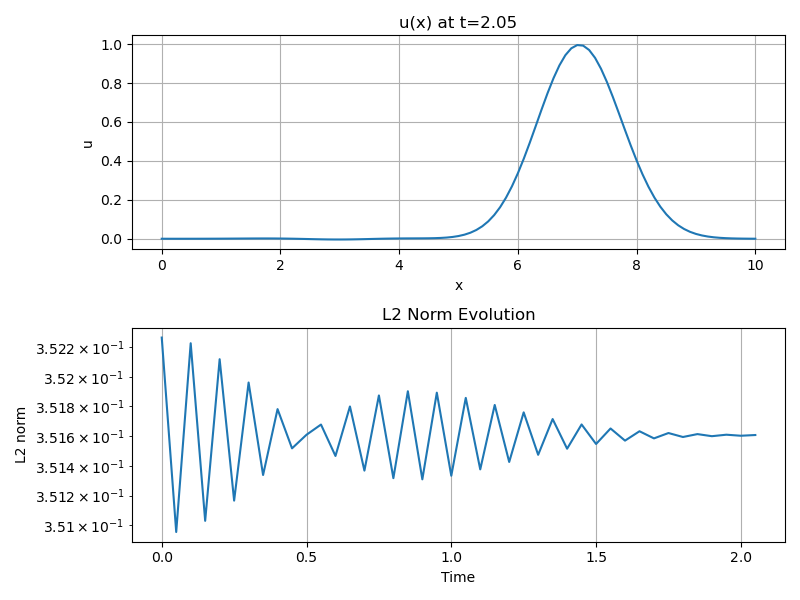 u(x) at t=2.05
1.0
0.8
0.6
0.4
0.2
0.0
u
0 2 4 6 8 10
x
L2 Norm Evolution
3.522 × 10⁻¹
3.52 × 10⁻¹
3.518 × 10⁻¹
3.516 × 10⁻¹
3.514 × 10⁻¹
3.512 × 10⁻¹
3.51 × 10⁻¹
L2 norm
0.0 0.5 1.0 1.5 2.0
Time